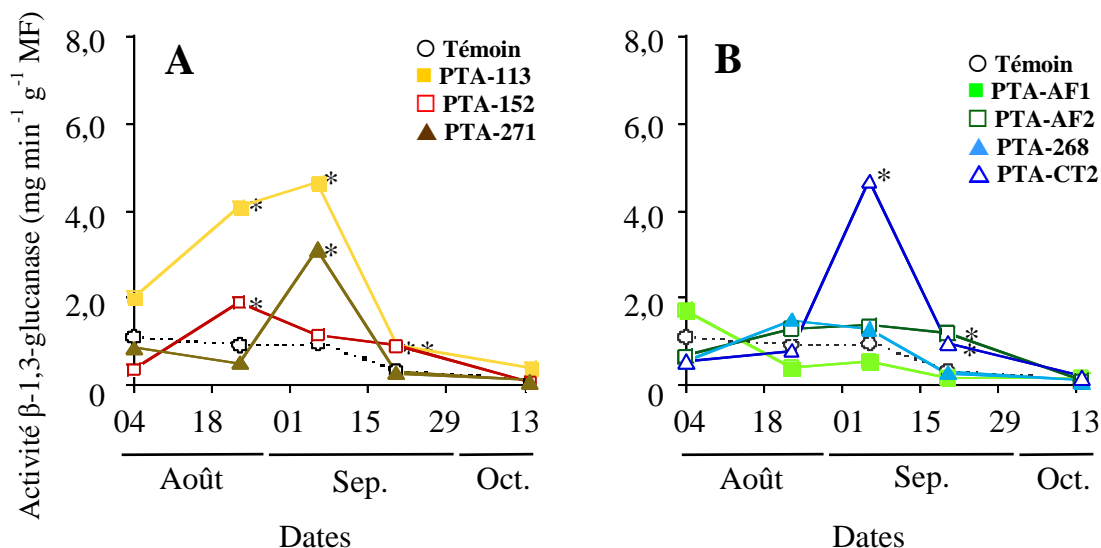 Activité β-1,3-glucanase (mg min⁻¹ g⁻¹ MF)
8,0
6,0
4,0
2,0
0
A
Témoin
PTA-113
PTA-152
PTA-271
*
*
*
*
* *
04 18 01 15 29 13
Août Sep. Oct.
Dates
8,0
6,0
4,0
2,0
0
B
Témoin
PTA-AF1
PTA-AF2
PTA-268
PTA-CT2
*
*
*
04 18 01 15 29 13
Août Sep. Oct.
Dates